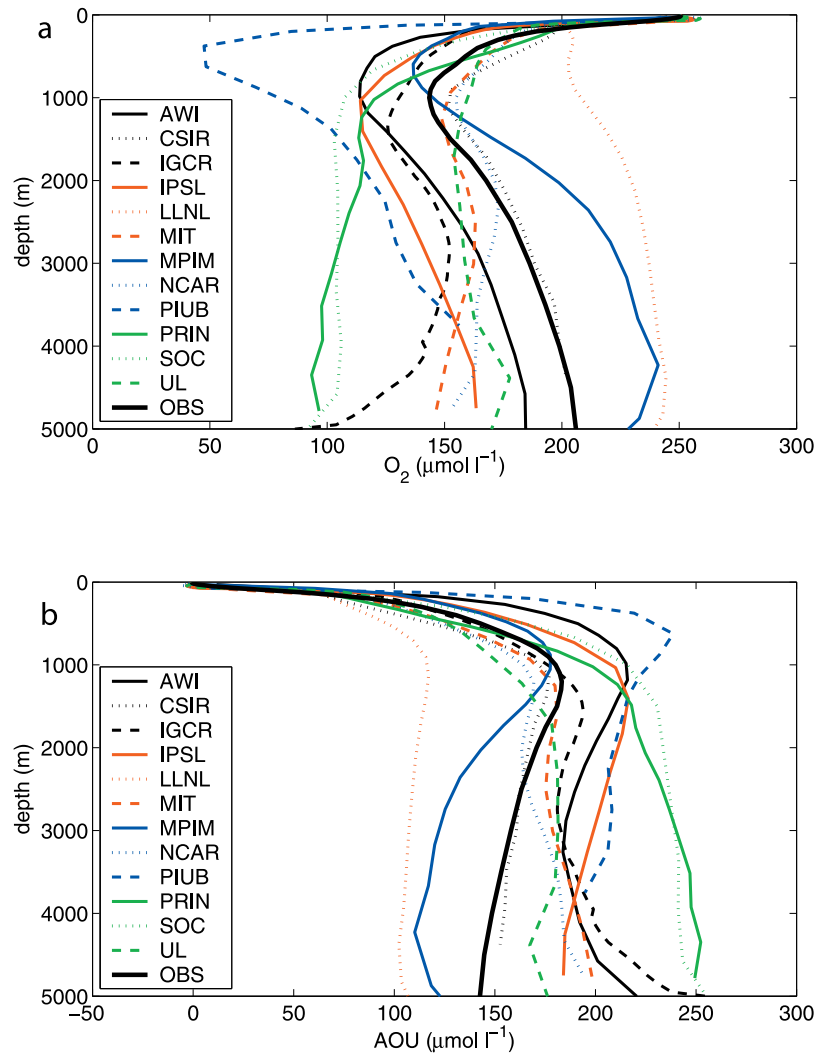 a
0
1000
2000
3000
4000
5000
depth (m)
AWI
CSIR
IGCR
IPSL
LLNL
MIT
MPIM
NCAR
PIUB
PRIN
SOC
UL
OBS
0 50 100 150 200 250 300
O₂ (μmol l⁻¹)
b
0
1000
2000
3000
4000
5000
depth (m)
AWI
CSIR
IGCR
IPSL
LLNL
MIT
MPIM
NCAR
PIUB
PRIN
SOC
UL
OBS
−50 0 50 100 150 200 250 300
AOU (μmol l⁻¹)